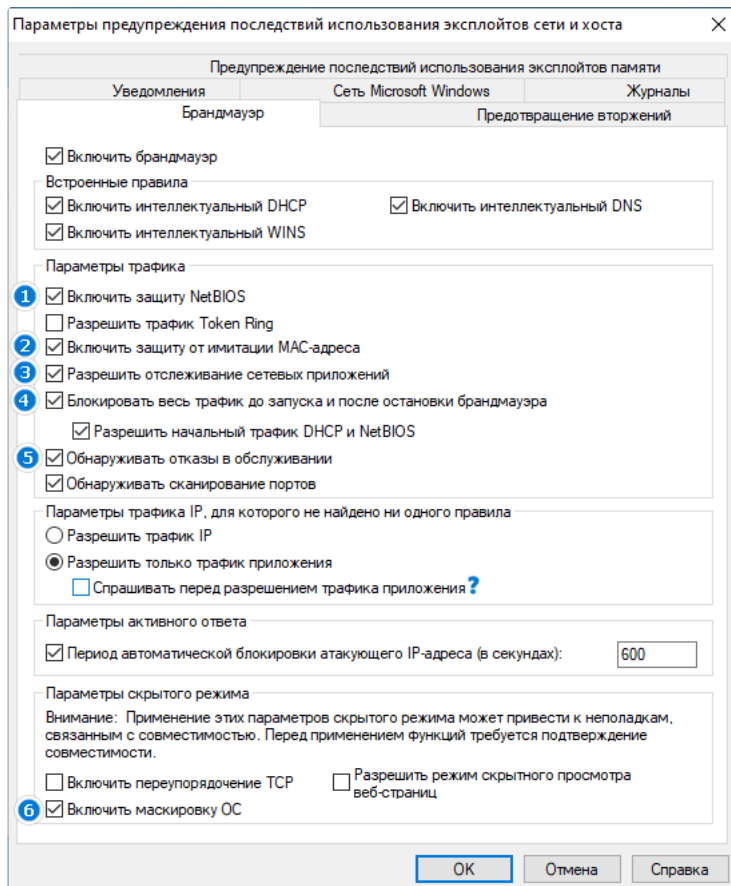 Параметры предупреждения последствий использования эксплойтов сети и хоста
Предупреждение последствий использования эксплойтов памяти
Уведомления Сеть Microsoft Windows Журналы
Брандмауэр Предотвращение вторжений
Включить брандмауэр
Встроенные правила
Включить интеллектуальный DHCP Включить интеллектуальный DNS
Включить интеллектуальный WINS
Параметры трафика
1 Включить защиту NetBIOS
Разрешить трафик Token Ring
2 Включить защиту от имитации MAC-адреса
3 Разрешить отслеживание сетевых приложений
4 Блокировать весь трафик до запуска и после остановки брандмауэра
Разрешить начальный трафик DHCP и NetBIOS
5 Обнаруживать отказы в обслуживании
Обнаруживать сканирование портов
Параметры трафика IP, для которого не найдено ни одного правила
Разрешить трафик IP
Разрешить только трафик приложения
Спрашивать перед разрешением трафика приложения ?
Параметры активного ответа
Период автоматической блокировки атакующего IP-адреса (в секундах): 600
Параметры скрытого режима
Внимание: Применение этих параметров скрытого режима может привести к неполадкам,
связанным с совместимостью. Перед применением функций требуется подтверждение
совместимости.
Включить переупорядочение TCP Разрешить режим скрытного просмотра
веб-страниц
6 Включить маскировку ОС
OK Отмена Справка